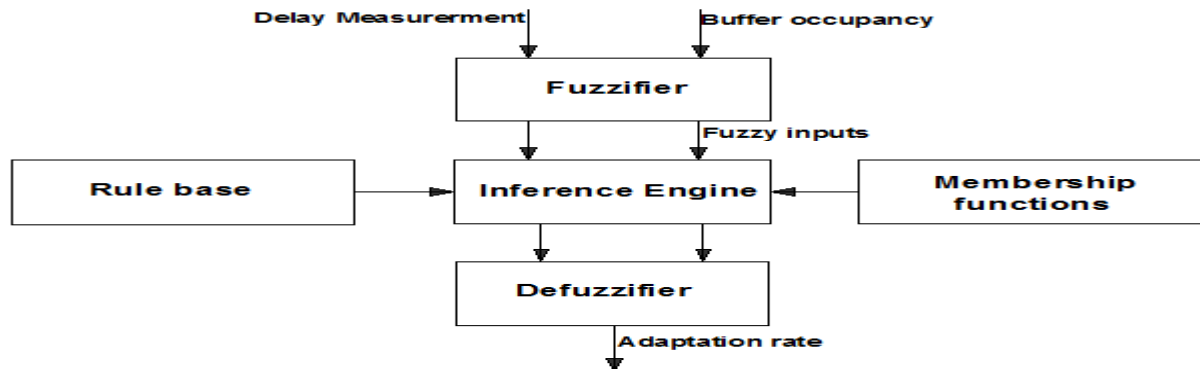 Delay Measurerment
Buffer occupancy
Fuzzifier
Fuzzy inputs
Rule base
Inference Engine
Membership
functions
Defuzzifier
Adaptation rate